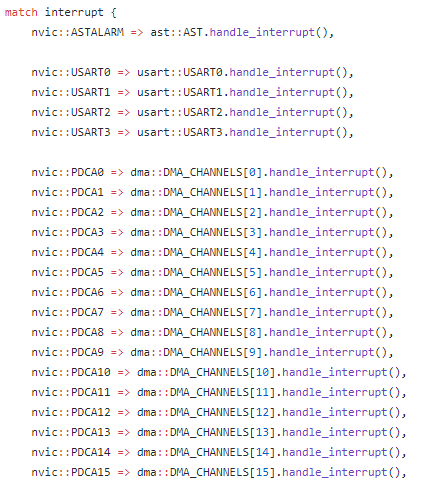 match interrupt {
    nvic::ASTALARM => ast::AST.handle_interrupt(),

    nvic::USART0 => usart::USART0.handle_interrupt(),
    nvic::USART1 => usart::USART1.handle_interrupt(),
    nvic::USART2 => usart::USART2.handle_interrupt(),
    nvic::USART3 => usart::USART3.handle_interrupt(),

    nvic::PDCA0 => dma::DMA_CHANNELS[0].handle_interrupt(),
    nvic::PDCA1 => dma::DMA_CHANNELS[1].handle_interrupt(),
    nvic::PDCA2 => dma::DMA_CHANNELS[2].handle_interrupt(),
    nvic::PDCA3 => dma::DMA_CHANNELS[3].handle_interrupt(),
    nvic::PDCA4 => dma::DMA_CHANNELS[4].handle_interrupt(),
    nvic::PDCA5 => dma::DMA_CHANNELS[5].handle_interrupt(),
    nvic::PDCA6 => dma::DMA_CHANNELS[6].handle_interrupt(),
    nvic::PDCA7 => dma::DMA_CHANNELS[7].handle_interrupt(),
    nvic::PDCA8 => dma::DMA_CHANNELS[8].handle_interrupt(),
    nvic::PDCA9 => dma::DMA_CHANNELS[9].handle_interrupt(),
    nvic::PDCA10 => dma::DMA_CHANNELS[10].handle_interrupt(),
    nvic::PDCA11 => dma::DMA_CHANNELS[11].handle_interrupt(),
    nvic::PDCA12 => dma::DMA_CHANNELS[12].handle_interrupt(),
    nvic::PDCA13 => dma::DMA_CHANNELS[13].handle_interrupt(),
    nvic::PDCA14 => dma::DMA_CHANNELS[14].handle_interrupt(),
    nvic::PDCA15 => dma::DMA_CHANNELS[15].handle_interrupt(),